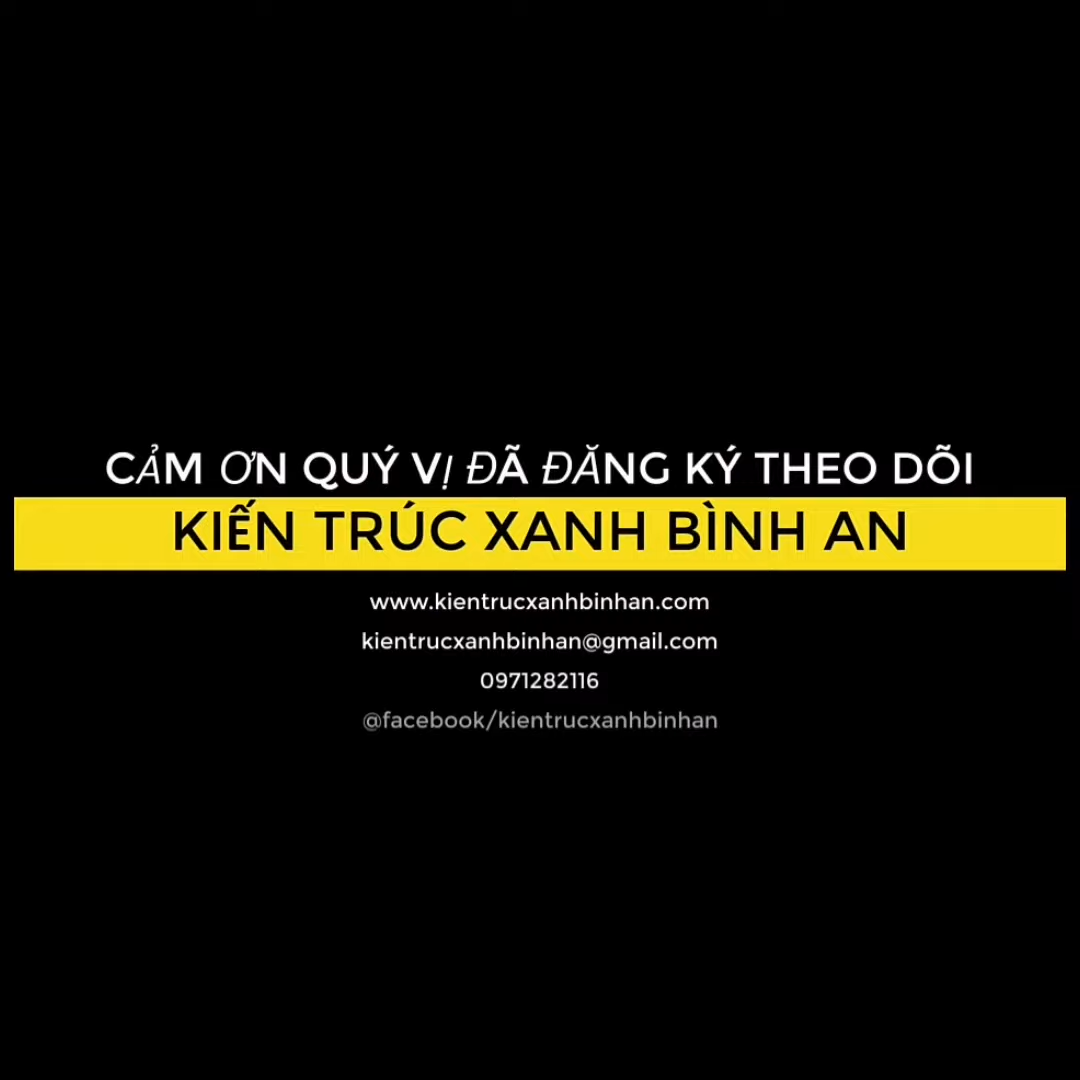 CẢM ƠN QUÝ VỊ ĐÃ ĐĂNG KÝ THEO DÕI
KIẾN TRÚC XANH BÌNH AN
www.kientrucxanhbinhan.com
kientrucxanhbinhan@gmail.com
0971282116
@facebook/kientrucxanhbinhan